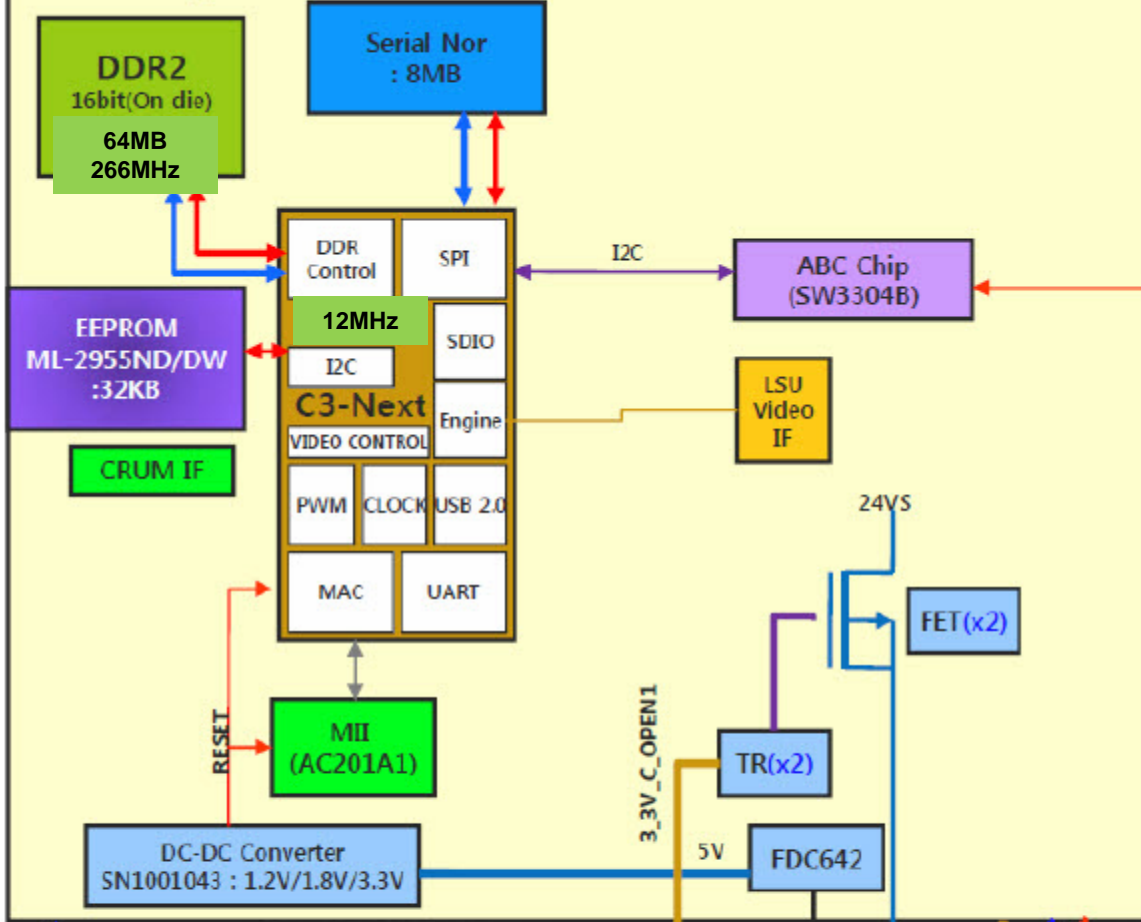 DDR2
16bit(On die)
64MB
266MHz
Serial Nor
: 8MB
DDR
Control
SPI
I2C
ABC Chip
(SW3304B)
EEPROM
ML-2955ND/DW
:32KB
12MHz
SDIO
I2C
C3-Next
Engine
LSU
Video
IF
VIDEO CONTROL
CRUM IF
PWM
CLOCK
USB 2.0
24VS
MAC
UART
FET(x2)
RESET
MII
(AC201A1)
3_3V_C_OPEN1
TR(x2)
DC-DC Converter
SN1001043 : 1.2V/1.8V/3.3V
5V
FDC642